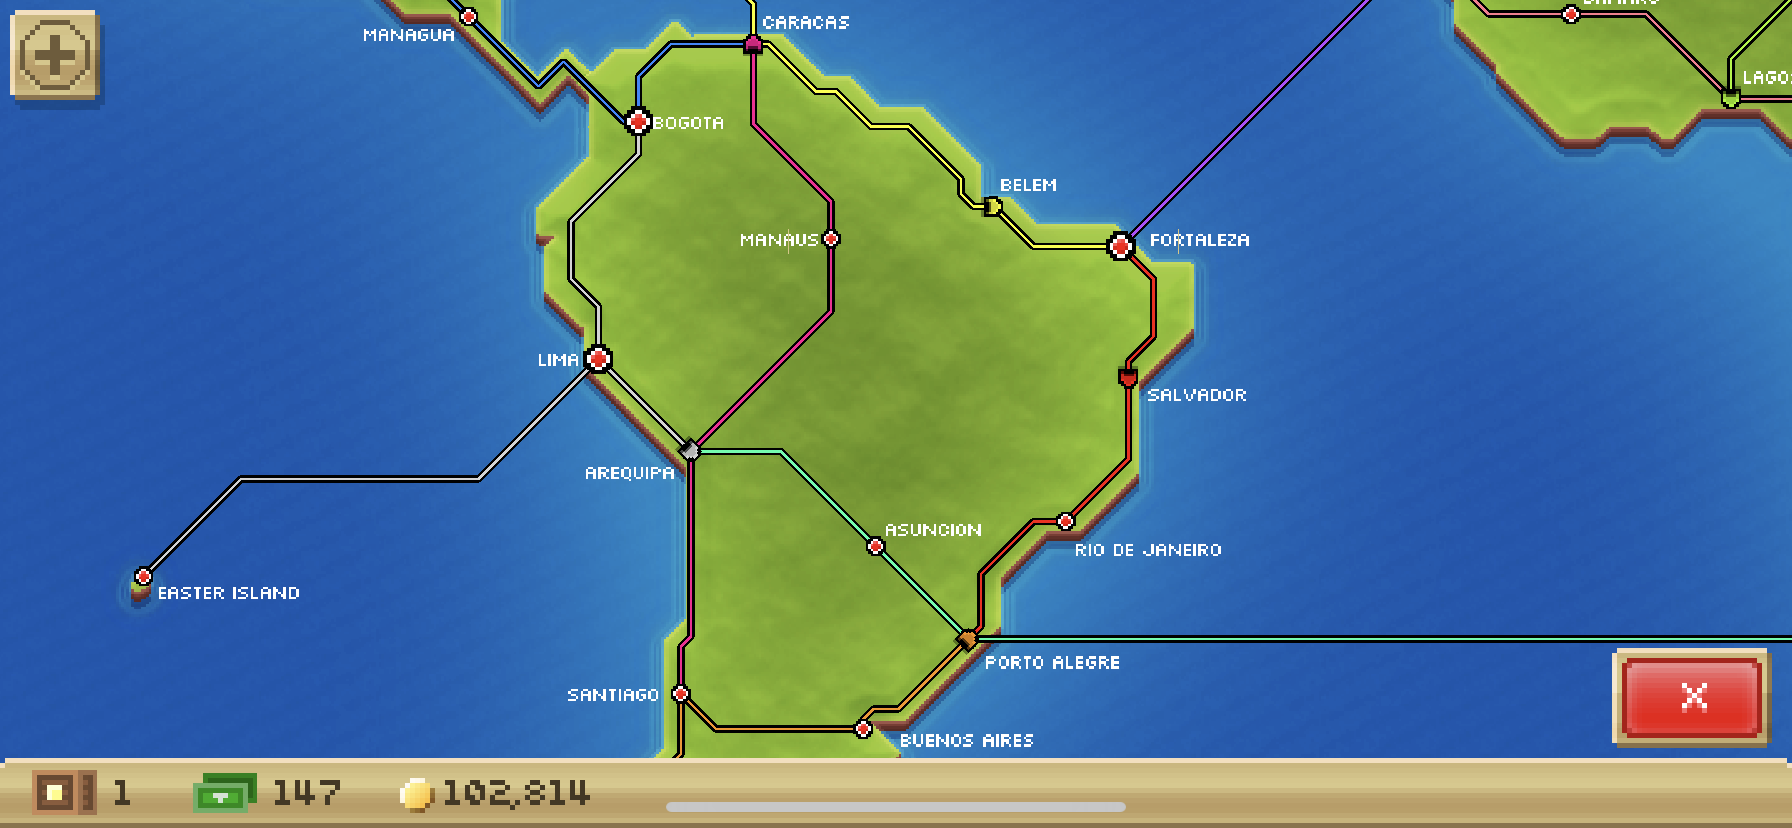 CARACAS
MANAGUA
LAGO
BOGOTA
BELEM
MANAUS
FORTALEZA
LIMA
SALVADOR
AREQUIPA
ASUNCION
RIO DE JANEIRO
EASTER ISLAND
PORTO ALEGRE
SANTIAGO
BUENOS AIRES
1
147
102,814